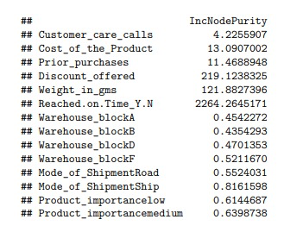 ## IncNodePurity
## Customer_care_calls 4.2255907
## Cost_of_the_Product 13.0907002
## Prior_purchases 11.4688948
## Discount_offered 219.1238325
## Weight_in_gms 121.8827396
## Reached.on.Time_Y.N 2264.2645171
## Warehouse_blockA 0.4542272
## Warehouse_blockB 0.4354293
## Warehouse_blockD 0.4701353
## Warehouse_blockF 0.5211670
## Mode_of_ShipmentRoad 0.5524031
## Mode_of_ShipmentShip 0.8161598
## Product_importancelow 0.6144687
## Product_importancemedium 0.6398738